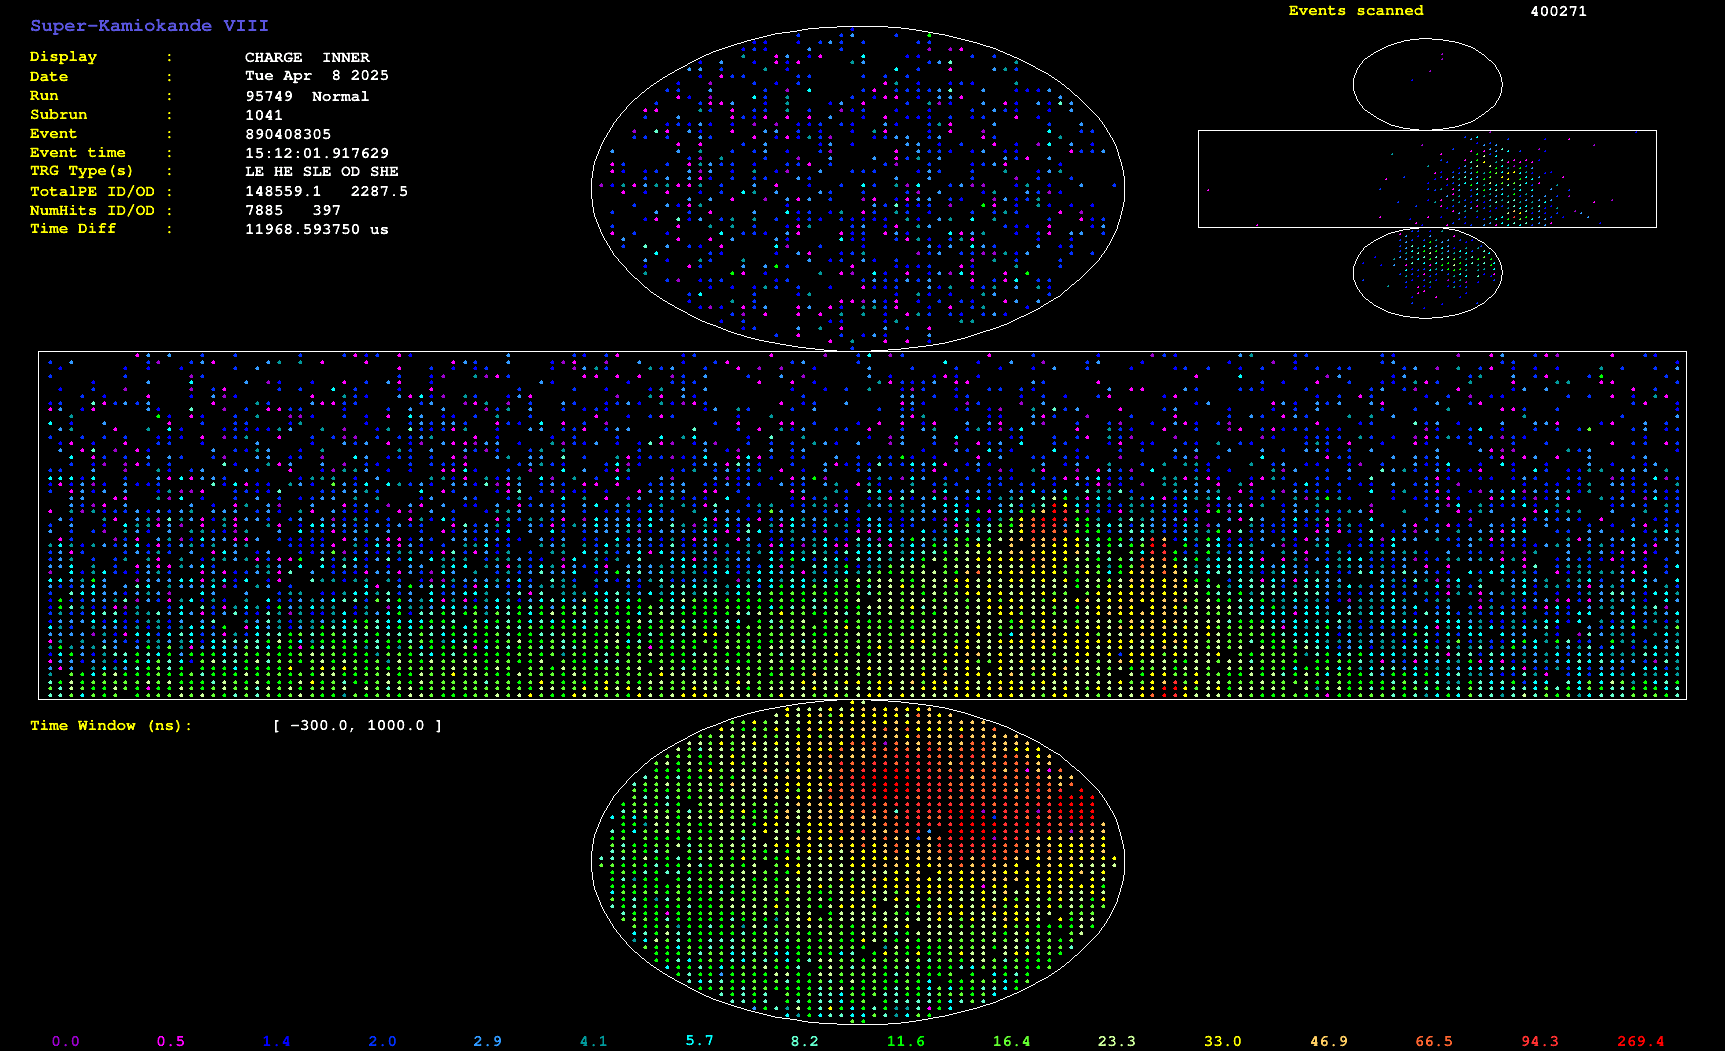 Super-Kamiokande VIII
Events scanned 400271
Display : CHARGE INNER
Date : Tue Apr 8 2025
Run : 95749 Normal
Subrun : 1041
Event : 890408305
Event time : 15:12:01.917629
TRG Type(s) : LE HE SLE OD SHE
TotalPE ID/OD : 148559.1 2287.5
NumHits ID/OD : 7885 397
Time Diff : 11968.593750 us
Time Window (ns): [ -300.0, 1000.0 ]
0.0 0.5 1.4 2.0 2.9 4.1 5.7 8.2 11.6 16.4 23.3 33.0 46.9 66.5 94.3 269.4